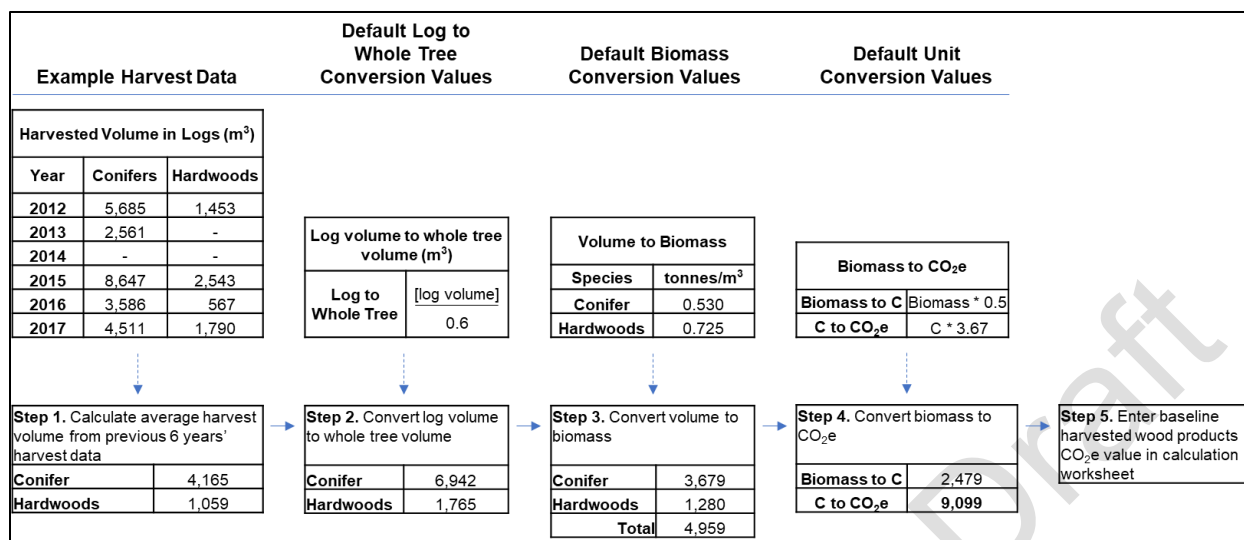 Example Harvest Data
Default Log to
Whole Tree
Conversion Values
Default Biomass
Conversion Values
Default Unit
Conversion Values
Harvested Volume in Logs (m³)
Year Conifers Hardwoods
2012 5,685 1,453
2013 2,561 -
2014 - -
2015 8,647 2,543
2016 3,586 567
2017 4,511 1,790
Log volume to whole tree
volume (m³)
Log to
Whole Tree
[log volume]
0.6
Volume to Biomass
Species tonnes/m³
Conifer 0.530
Hardwoods 0.725
Biomass to CO₂e
Biomass to C Biomass * 0.5
C to CO₂e C * 3.67
Step 1. Calculate average harvest
volume from previous 6 years'
harvest data
Conifer 4,165
Hardwoods 1,059
Step 2. Convert log volume
to whole tree volume
Conifer 6,942
Hardwoods 1,765
Step 3. Convert volume to
biomass
Conifer 3,679
Hardwoods 1,280
Total 4,959
Step 4. Convert biomass to
CO₂e
Biomass to C 2,479
C to CO₂e 9,099
Step 5. Enter baseline
harvested wood products
CO₂e value in calculation
worksheet
Draft